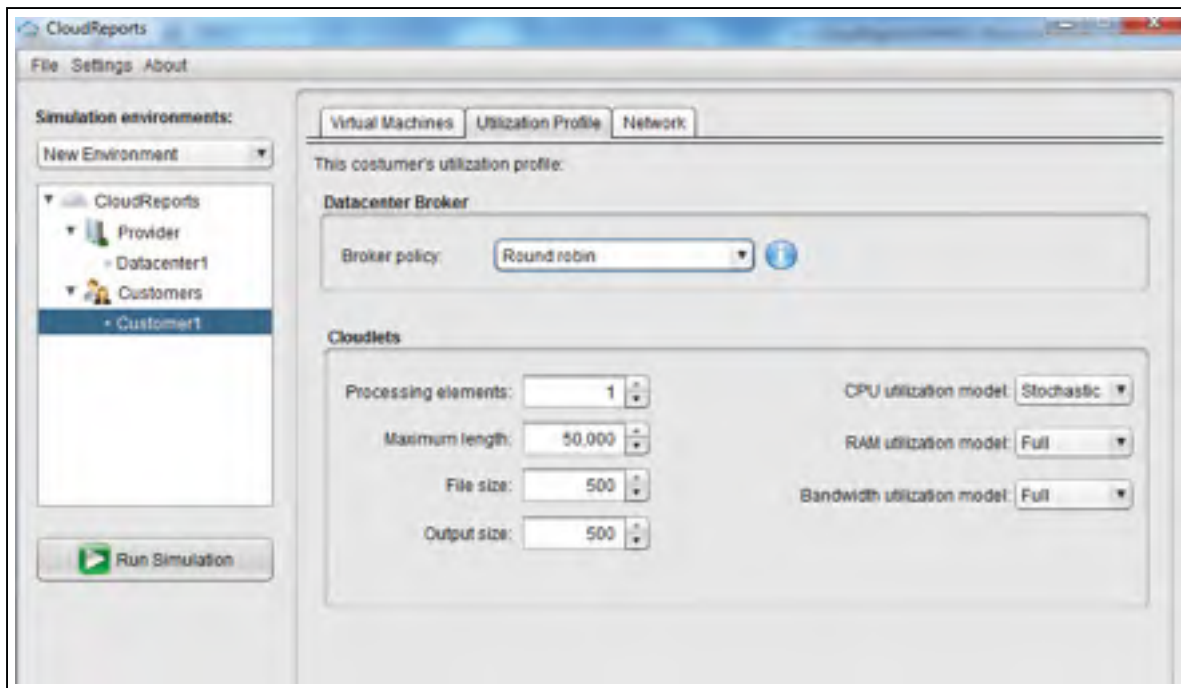 CloudReports
File Settings About
Simulation environments:
New Environment
CloudReports
Provider
Datacenter1
Customers
Customer1
Run Simulation
Virtual Machines
Utilization Profile
Network
This costumer's utilization profile:
Datacenter Broker
Broker policy: Round robin
Cloudlets
Processing elements: 1
Maximum length: 50,000
File size: 500
Output size: 500
CPU utilization model: Stochastic
RAM utilization model: Full
Bandwidth utilization model: Full